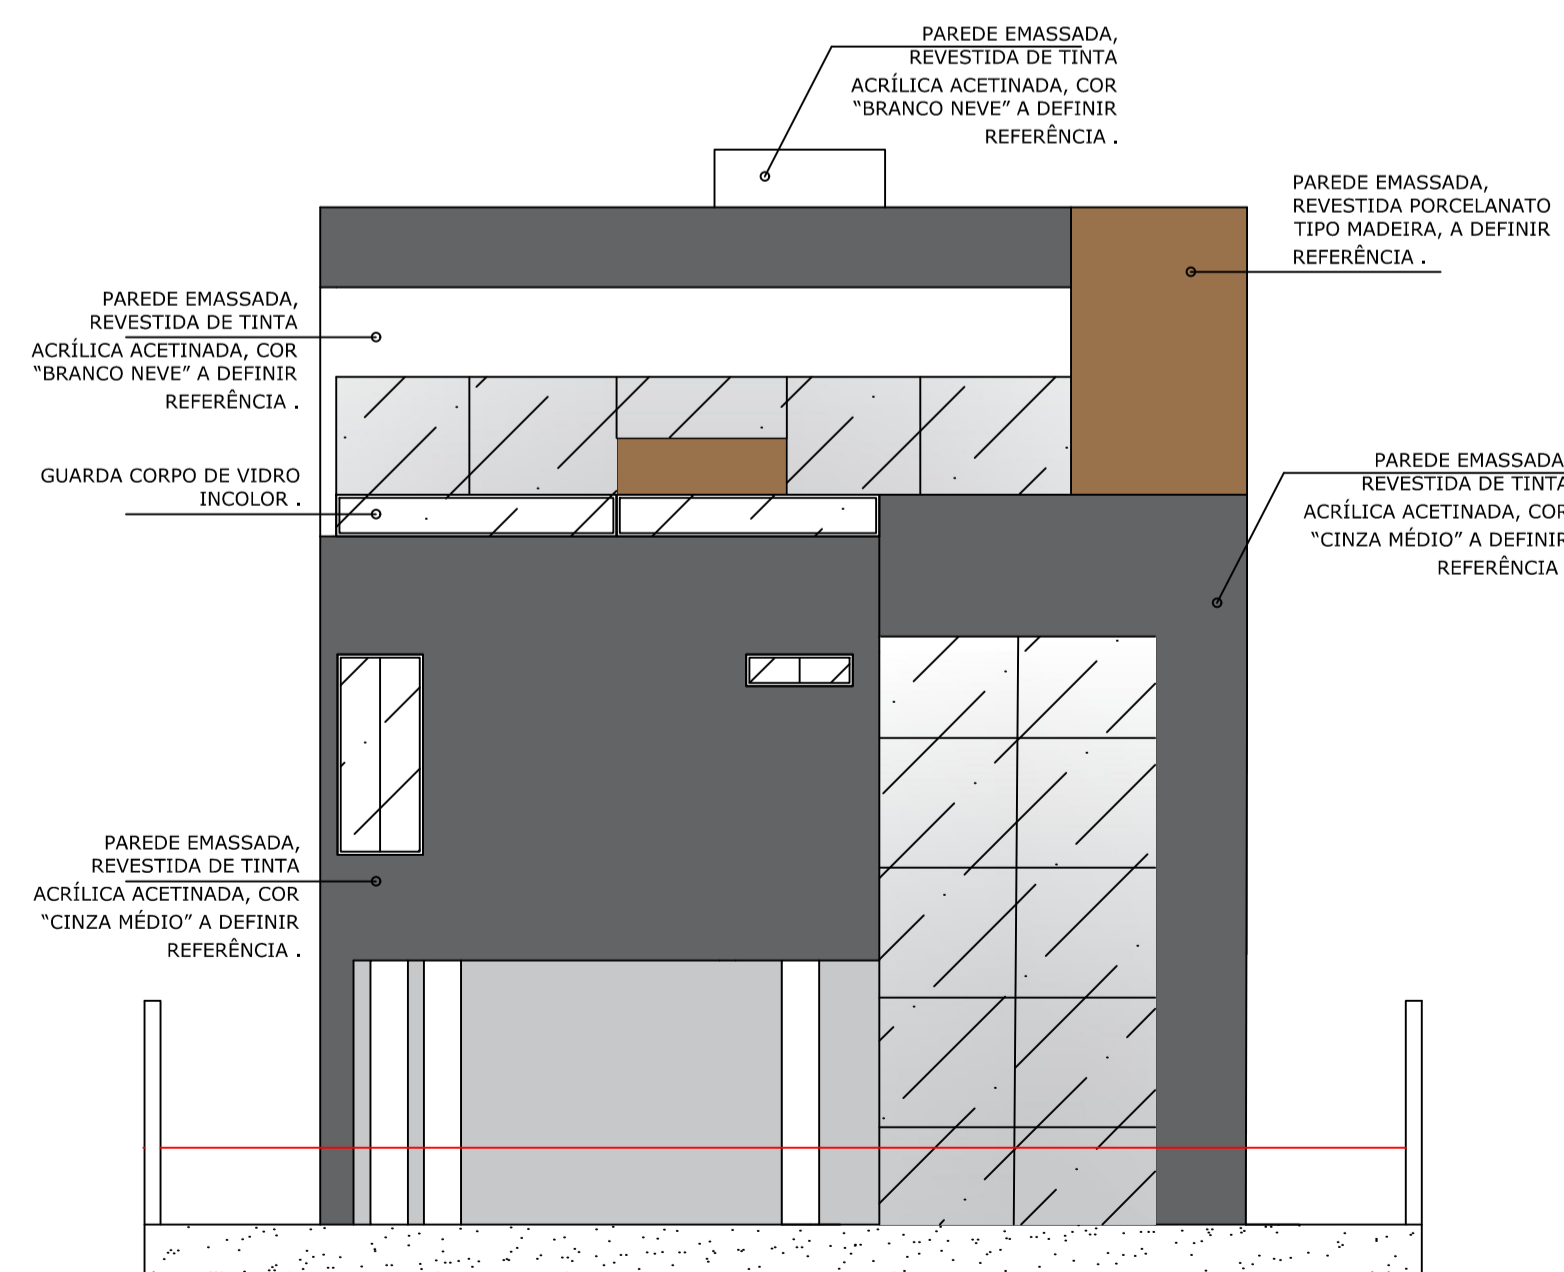 PAREDE EMASSADA,
REVESTIDA DE TINTA
ACRÍLICA ACETINADA, COR
“BRANCO NEVE” A DEFINIR
REFERÊNCIA .
PAREDE EMASSADA,
REVESTIDA PORCELANATO
TIPO MADEIRA, A DEFINIR
REFERÊNCIA .
PAREDE EMASSADA,
REVESTIDA DE TINTA
ACRÍLICA ACETINADA, COR
“BRANCO NEVE” A DEFINIR
REFERÊNCIA .
GUARDA CORPO DE VIDRO
INCOLOR .
PAREDE EMASSADA
REVESTIDA DE TINTA
ACRÍLICA ACETINADA, COR
“CINZA MÉDIO” A DEFINIR
REFERÊNCIA
PAREDE EMASSADA,
REVESTIDA DE TINTA
ACRÍLICA ACETINADA, COR
“CINZA MÉDIO” A DEFINIR
REFERÊNCIA .